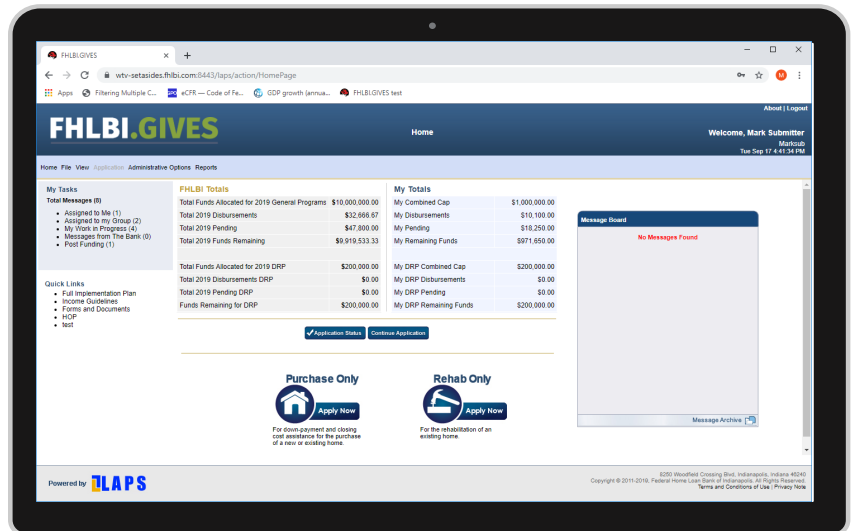 FHLBI.GIVES
wtv-setasides.fhlbi.com:8443/laps/action/HomePage
M
Apps Filtering Multiple C... eCFR — Code of Fe... GDP growth (annua... FHLBI.GIVES test
About | Logout
FHLBI.GIVES
Home
Welcome, Mark Submitter
Marksub
Tue Sep 17 4:41:34 PM
Home File View Application Administrative Options Reports
My Tasks
Total Messages (8)
Assigned to Me (1)
Assigned to my Group (2)
My Work in Progress (4)
Messages from The Bank (0)
Post Funding (1)
Quick Links
Full Implementation Plan
Income Guidelines
Forms and Documents
HOP
test
FHLBI Totals
Total Funds Allocated for 2019 General Programs $10,000,000.00
Total 2019 Disbursements $32,666.67
Total 2019 Pending $47,800.00
Total 2019 Funds Remaining $9,919,533.33
Total Funds Allocated for 2019 DRP $200,000.00
Total 2019 Disbursements DRP $0.00
Total 2019 Pending DRP $0.00
Funds Remaining for DRP $200,000.00
My Totals
My Combined Cap $1,000,000.00
My Disbursements $10,100.00
My Pending $18,250.00
My Remaining Funds $971,650.00
My DRP Combined Cap $200,000.00
My DRP Disbursements $0.00
My DRP Pending $0.00
My DRP Remaining Funds $200,000.00
Application Status Continue Application
Purchase Only
Apply Now
For down-payment and closing
cost assistance for the purchase
of a new or existing home.
Rehab Only
Apply Now
For the rehabilitation of an
existing home.
Message Board
No Messages Found
Message Archive
Powered by LAPS
8250 Woodfield Crossing Blvd. Indianapolis, Indiana 46240
Copyright © 2011-2019, Federal Home Loan Bank of Indianapolis. All Rights Reserved.
Terms and Conditions of Use | Privacy Note